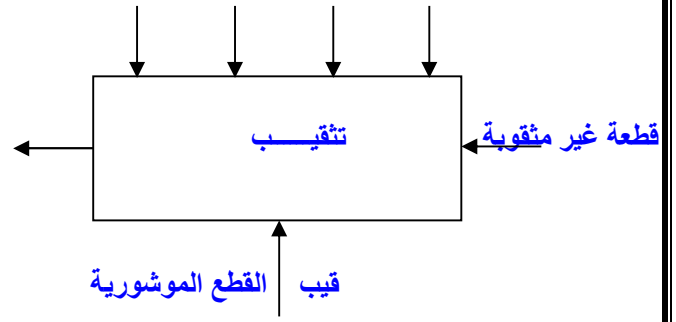 تثقيـــــب
قطعة غير مثقوبة
قيب القطع الموشورية